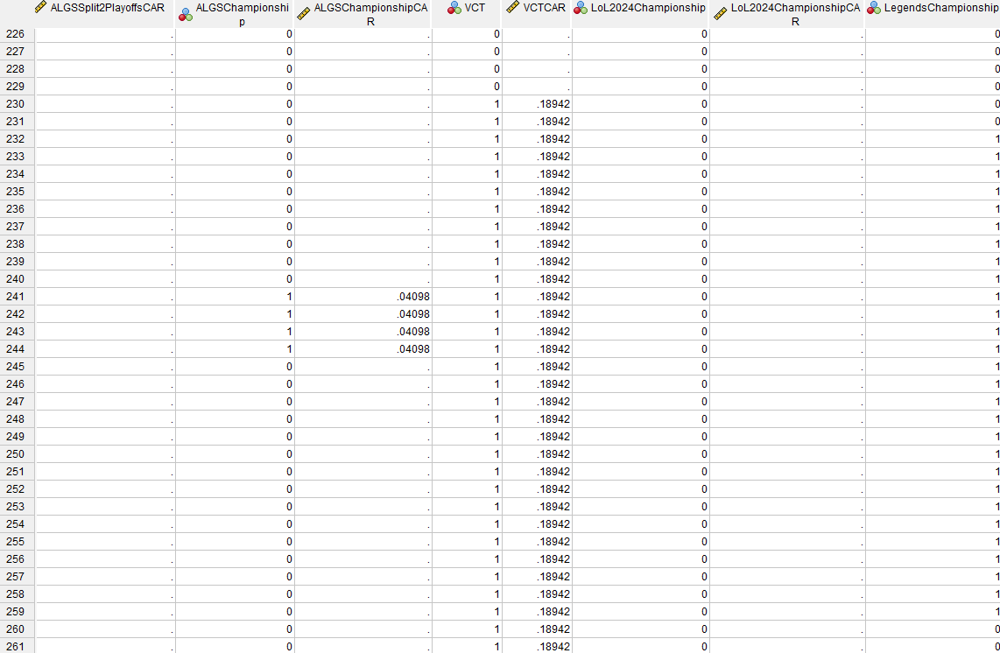 ALGSSplit2PlayoffsCAR ALGSChampionshi ALGSChampionshipCA VCT VCTCAR LoL2024Championship LoL2024ChampionshipCA LegendsChampionship
p R R
226 . 0 . 0 . 0 . 0
227 . 0 . 0 . 0 . 0
228 . 0 . 0 . 0 . 0
229 . 0 . 0 . 0 . 0
230 . 0 . 1 .18942 0 . 0
231 . 0 . 1 .18942 0 . 0
232 . 0 . 1 .18942 0 . 1
233 . 0 . 1 .18942 0 . 1
234 . 0 . 1 .18942 0 . 1
235 . 0 . 1 .18942 0 . 1
236 . 0 . 1 .18942 0 . 1
237 . 0 . 1 .18942 0 . 1
238 . 0 . 1 .18942 0 . 1
239 . 0 . 1 .18942 0 . 1
240 . 0 . 1 .18942 0 . 1
241 . 1 .04098 1 .18942 0 . 1
242 . 1 .04098 1 .18942 0 . 1
243 . 1 .04098 1 .18942 0 . 1
244 . 1 .04098 1 .18942 0 . 1
245 . 0 . 1 .18942 0 . 1
246 . 0 . 1 .18942 0 . 1
247 . 0 . 1 .18942 0 . 1
248 . 0 . 1 .18942 0 . 1
249 . 0 . 1 .18942 0 . 1
250 . 0 . 1 .18942 0 . 1
251 . 0 . 1 .18942 0 . 1
252 . 0 . 1 .18942 0 . 1
253 . 0 . 1 .18942 0 . 1
254 . 0 . 1 .18942 0 . 1
255 . 0 . 1 .18942 0 . 1
256 . 0 . 1 .18942 0 . 1
257 . 0 . 1 .18942 0 . 1
258 . 0 . 1 .18942 0 . 1
259 . 0 . 1 .18942 0 . 1
260 . 0 . 1 .18942 0 . 0
261 . 0 . 1 .18942 0 . 0